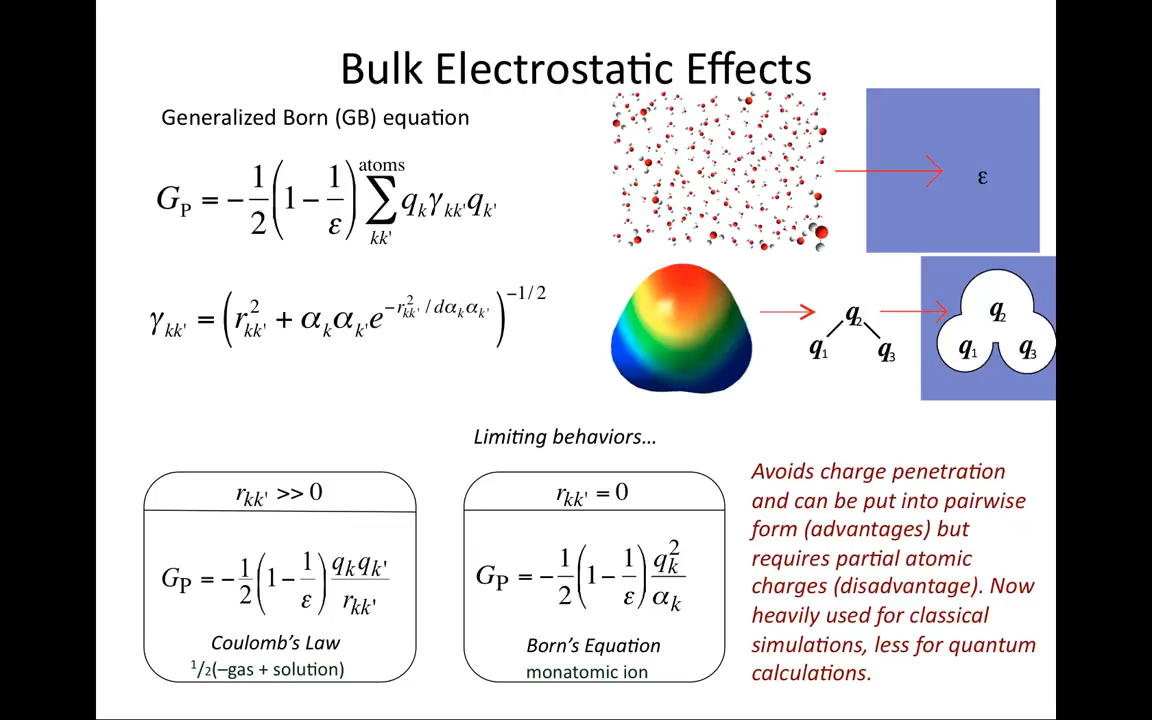 Bulk Electrostatic Effects
Generalized Born (GB) equation
G_P = −1/2 (1 − 1/ε) ∑_{kk'}^{atoms} q_k γ_{kk'} q_{k'}
γ_{kk'} = (r_{kk'}^2 + α_k α_{k'} e^{−r_{kk'}^2 / dα_k α_{k'}})^{−1/2}
ε
q₂
q₁
q₃
q₂
q₁ q₃
Limiting behaviors...
r_{kk'} >> 0
G_P = −1/2 (1 − 1/ε) q_k q_{k'} / r_{kk'}
Coulomb's Law
1/2(–gas + solution)
r_{kk'} = 0
G_P = −1/2 (1 − 1/ε) q_k^2 / α_k
Born's Equation
monatomic ion
Avoids charge penetration
and can be put into pairwise
form (advantages) but
requires partial atomic
charges (disadvantage). Now
heavily used for classical
simulations, less for quantum
calculations.